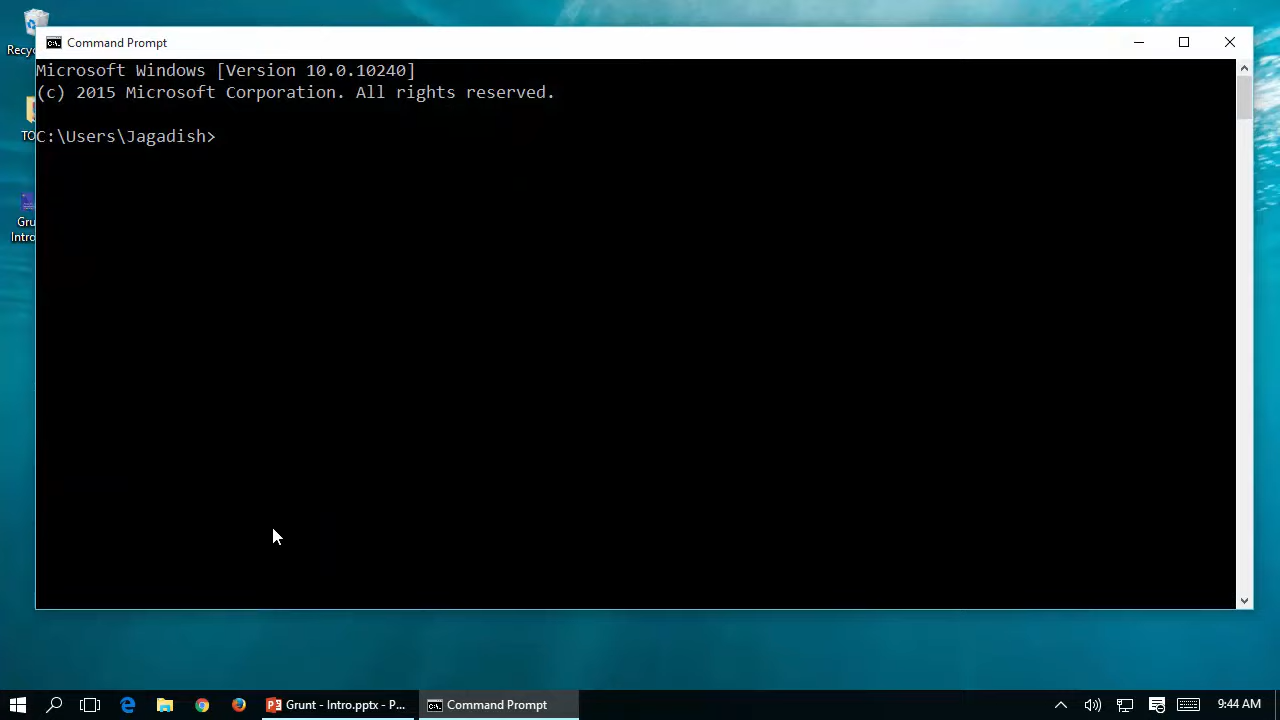 Command Prompt
Microsoft Windows [Version 10.0.10240]
(c) 2015 Microsoft Corporation. All rights reserved.
C:\Users\Jagadish>
Recyc
TO
Gru
Intro
Grunt - Intro.pptx - P...
Command Prompt
9:44 AM